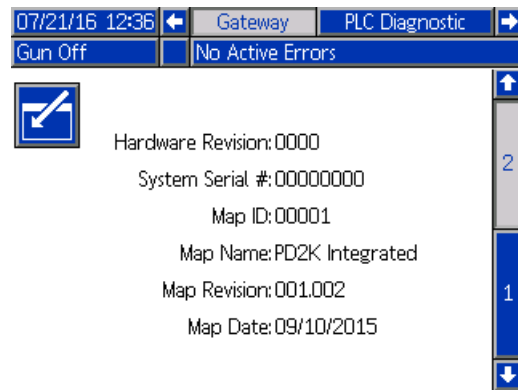 07/21/16 12:36 Gateway PLC Diagnostic
Gun Off No Active Errors
Hardware Revision: 0000
System Serial #: 00000000
2
Map ID: 00001
Map Name: PD2K Integrated
Map Revision: 001.002
1
Map Date: 09/10/2015